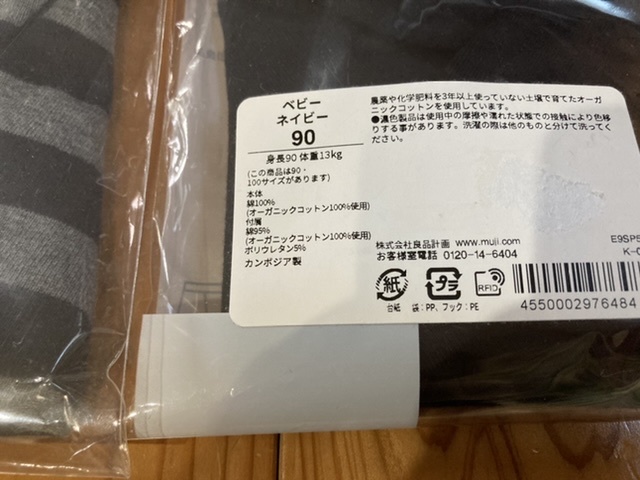 ベビー
ネイビー
90
身長90 体重13kg
(この商品は90・
100サイズがあります)
本体
綿100%
(オーガニックコットン100%使用)
付属
綿95%
(オーガニックコットン100%使用)
ポリウレタン5%
カンボジア製
農薬や化学肥料を3年以上使っていない土壌で育てたオーガ
ニックコットンを使用しています。
●濃色製品は使用中の摩擦や濡れた状態での接触により色移
りする事があります。洗濯の際は他のものと分けて洗ってく
ださい。
株式会社良品計画 www.muji.com
お客様室電話 0120-14-6404
E9SP5
K-0
紙
プラ
RFID
台紙 袋:PP、フック:PE
4550002976484